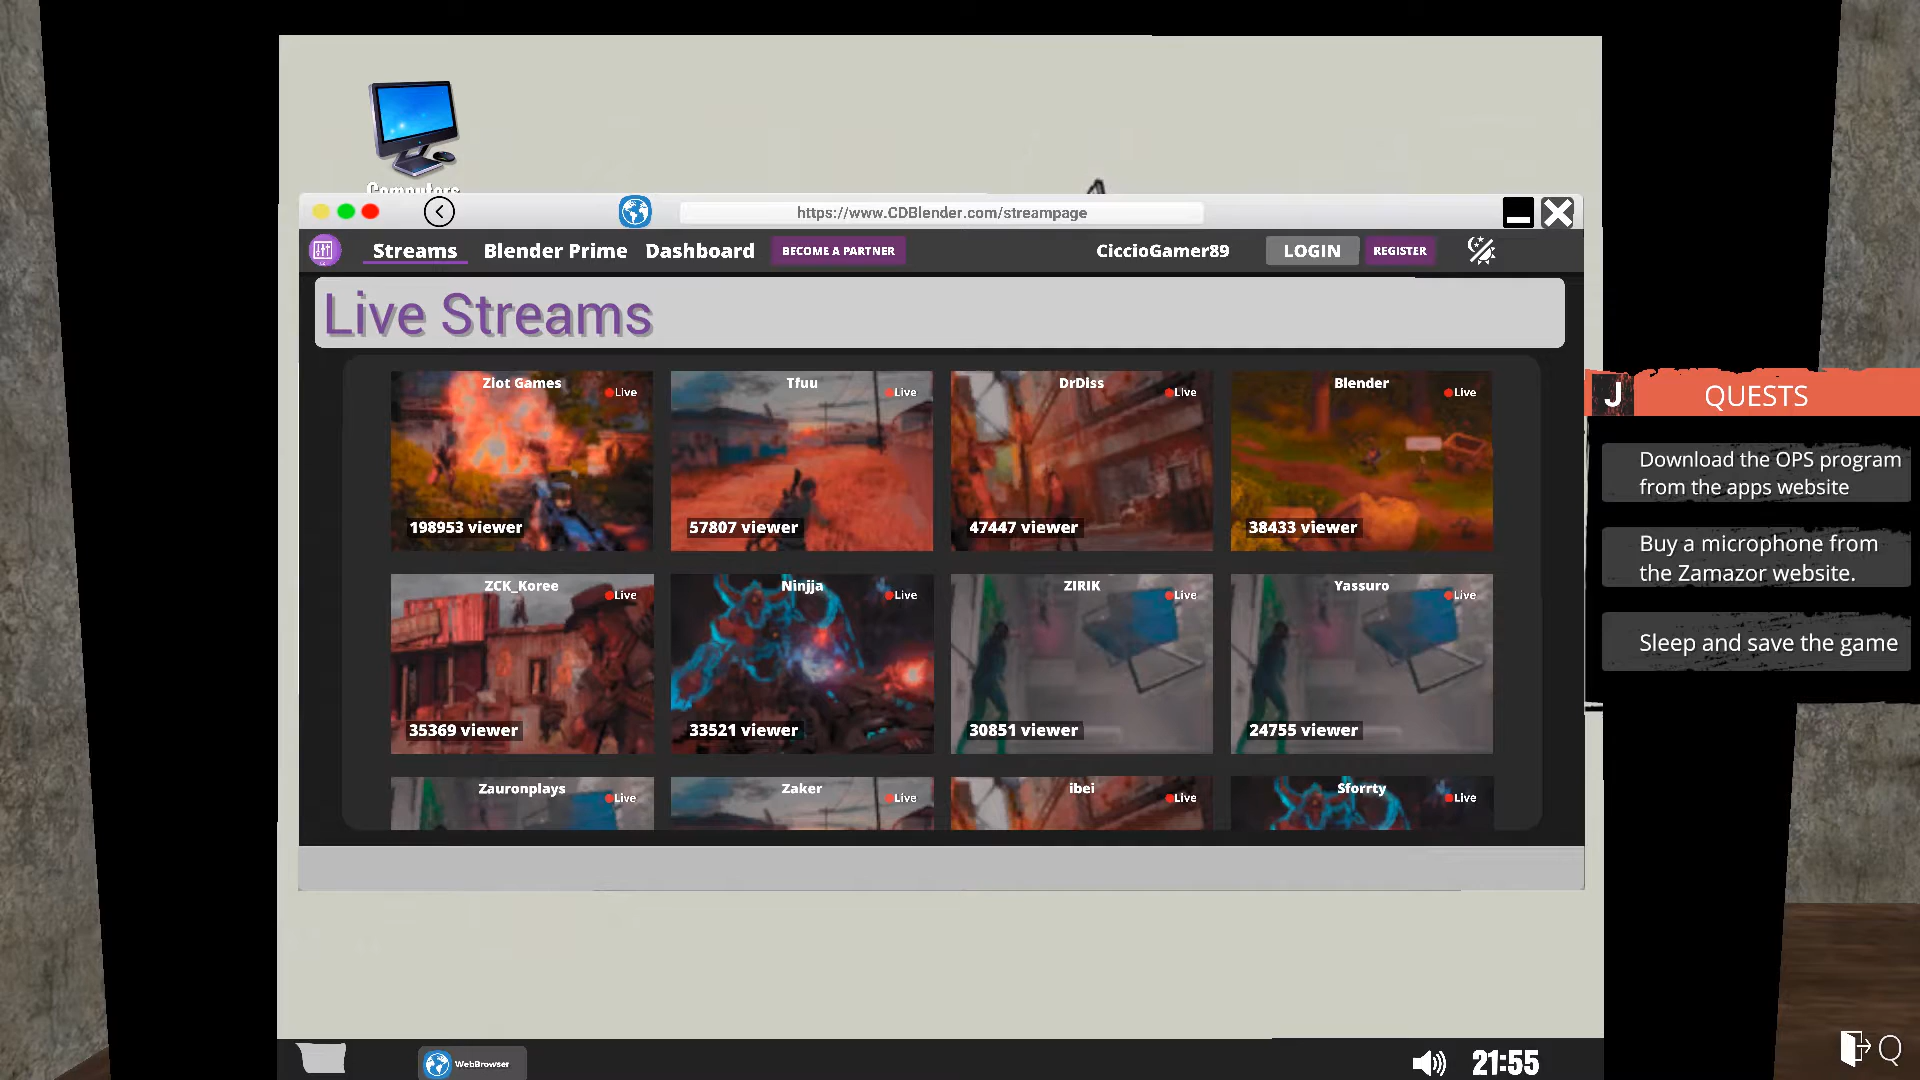 Computers
https://www.CDBlender.com/streampage
Streams Blender Prime Dashboard BECOME A PARTNER CiccioGamer89 LOGIN REGISTER
Live Streams
Zlot Games Live
198953 viewer
Tfuu Live
57807 viewer
DrDiss Live
47447 viewer
Blender Live
38433 viewer
ZCK_Koree Live
35369 viewer
Ninjja Live
33521 viewer
ZIRIK Live
30851 viewer
Yassuro Live
24755 viewer
Zauronplays Live
Zaker Live
ibei Live
Sforrty Live
J QUESTS
Download the OPS program
from the apps website
Buy a microphone from
the Zamazor website.
Sleep and save the game
WebBrowser
21:55
Q